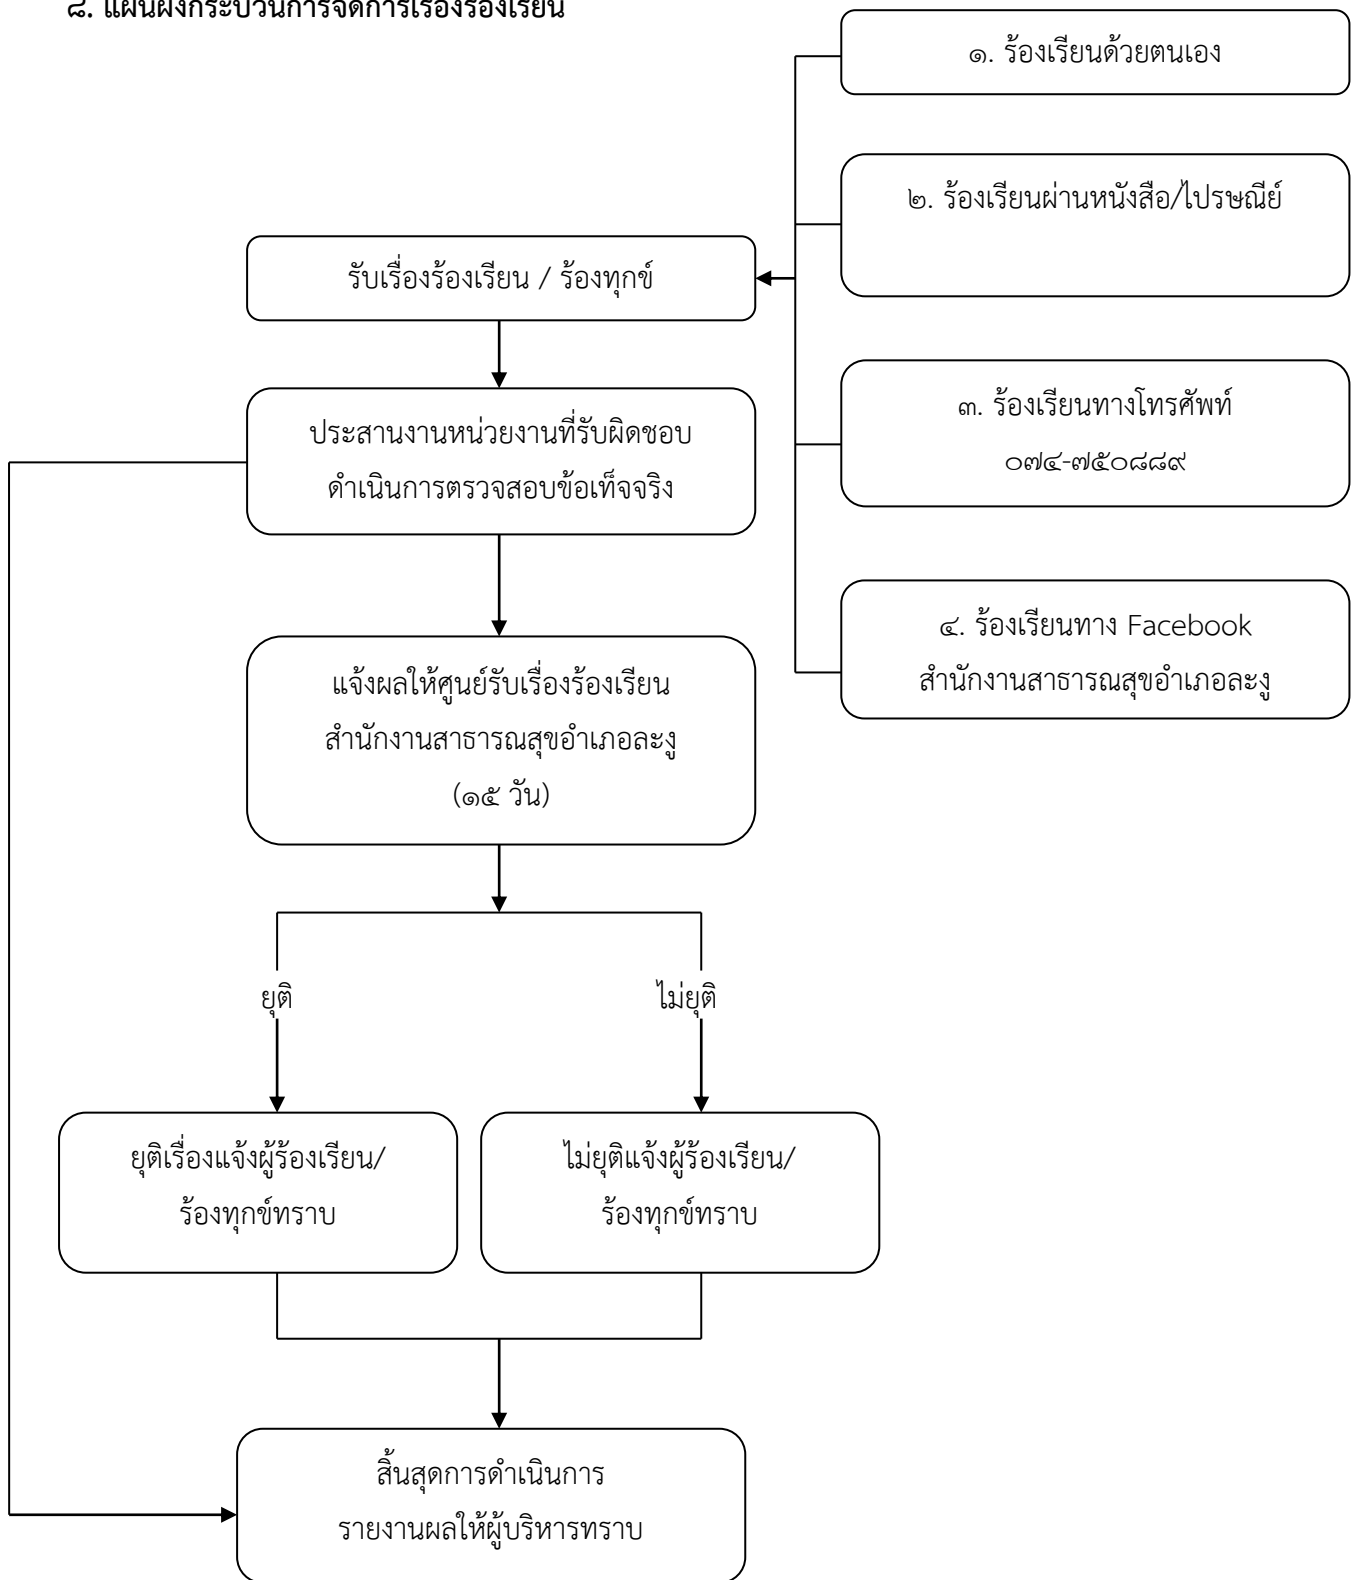 ๘. แผนผังกระบวนการจัดการเรื่องร้องเรียน
๑. ร้องเรียนด้วยตนเอง
๒. ร้องเรียนผ่านหนังสือ/ไปรษณีย์
รับเรื่องร้องเรียน / ร้องทุกข์
๓. ร้องเรียนทางโทรศัพท์
๐๗๔-๗๕๐๘๘๙
ประสานงานหน่วยงานที่รับผิดชอบ
ดำเนินการตรวจสอบข้อเท็จจริง
๔. ร้องเรียนทาง Facebook
สำนักงานสาธารณสุขอำเภอละงู
แจ้งผลให้ศูนย์รับเรื่องร้องเรียน
สำนักงานสาธารณสุขอำเภอละงู
(๑๕ วัน)
ยุติ
ไม่ยุติ
ยุติเรื่องแจ้งผู้ร้องเรียน/
ร้องทุกข์ทราบ
ไม่ยุติแจ้งผู้ร้องเรียน/
ร้องทุกข์ทราบ
สิ้นสุดการดำเนินการ
รายงานผลให้ผู้บริหารทราบ